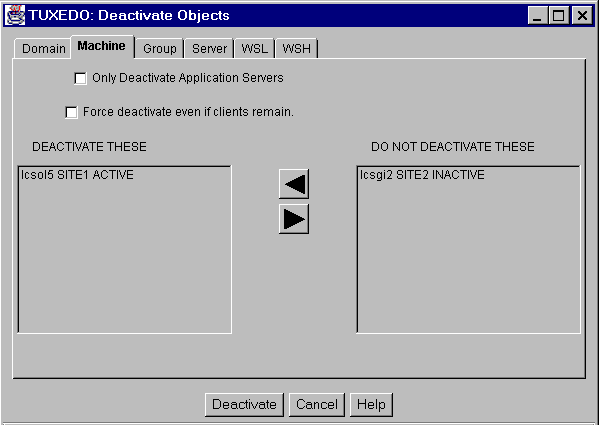 TUXEDO: Deactivate Objects
Domain Machine Group Server WSL WSH
Only Deactivate Application Servers
Force deactivate even if clients remain.
DEACTIVATE THESE DO NOT DEACTIVATE THESE
lcsol5 SITE1 ACTIVE lcsgi2 SITE2 INACTIVE
Deactivate Cancel Help